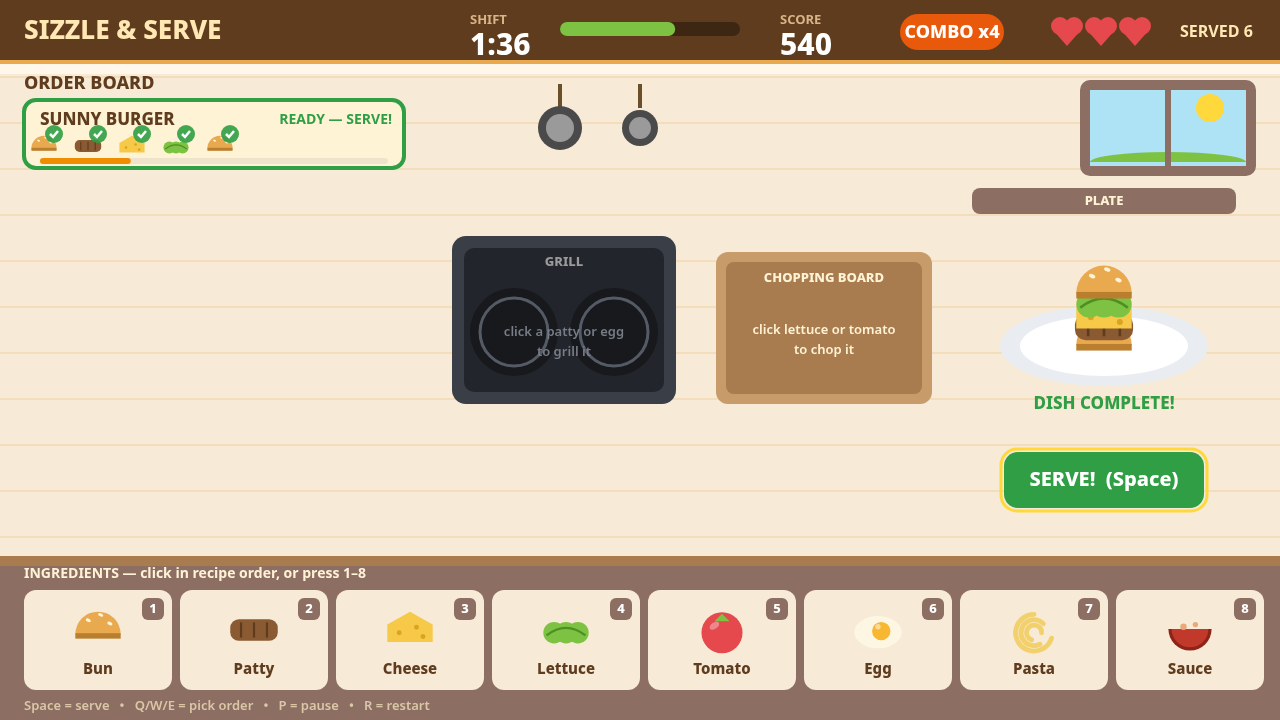 SIZZLE & SERVE
SHIFT
1:36
SCORE
540
COMBO x4
SERVED 6
ORDER BOARD
SUNNY BURGER
READY — SERVE!
PLATE
GRILL
click a patty or egg
to grill it
CHOPPING BOARD
click lettuce or tomato
to chop it
DISH COMPLETE!
SERVE! (Space)
INGREDIENTS — click in recipe order, or press 1–8
1
Bun
2
Patty
3
Cheese
4
Lettuce
5
Tomato
6
Egg
7
Pasta
8
Sauce
Space = serve • Q/W/E = pick order • P = pause • R = restart